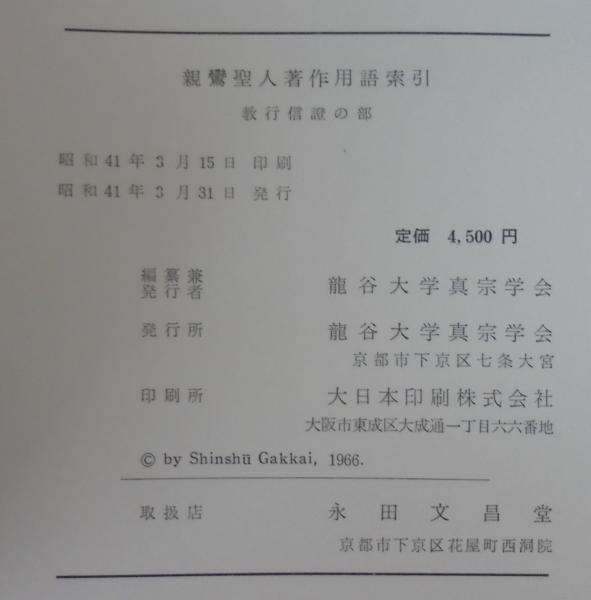 親鸞聖人著作用語索引
教行信證の部
昭和41年3月15日 印刷
昭和41年3月31日 発行
定価 4,500円
編纂兼
発行者 龍谷大学真宗学会
発行所 龍谷大学真宗学会
京都市下京区七条大宮
印刷所 大日本印刷株式会社
大阪市東成区大成通一丁目六六番地
© by Shinshū Gakkai, 1966.
取扱店 永田文昌堂
京都市下京区花屋町西洞院